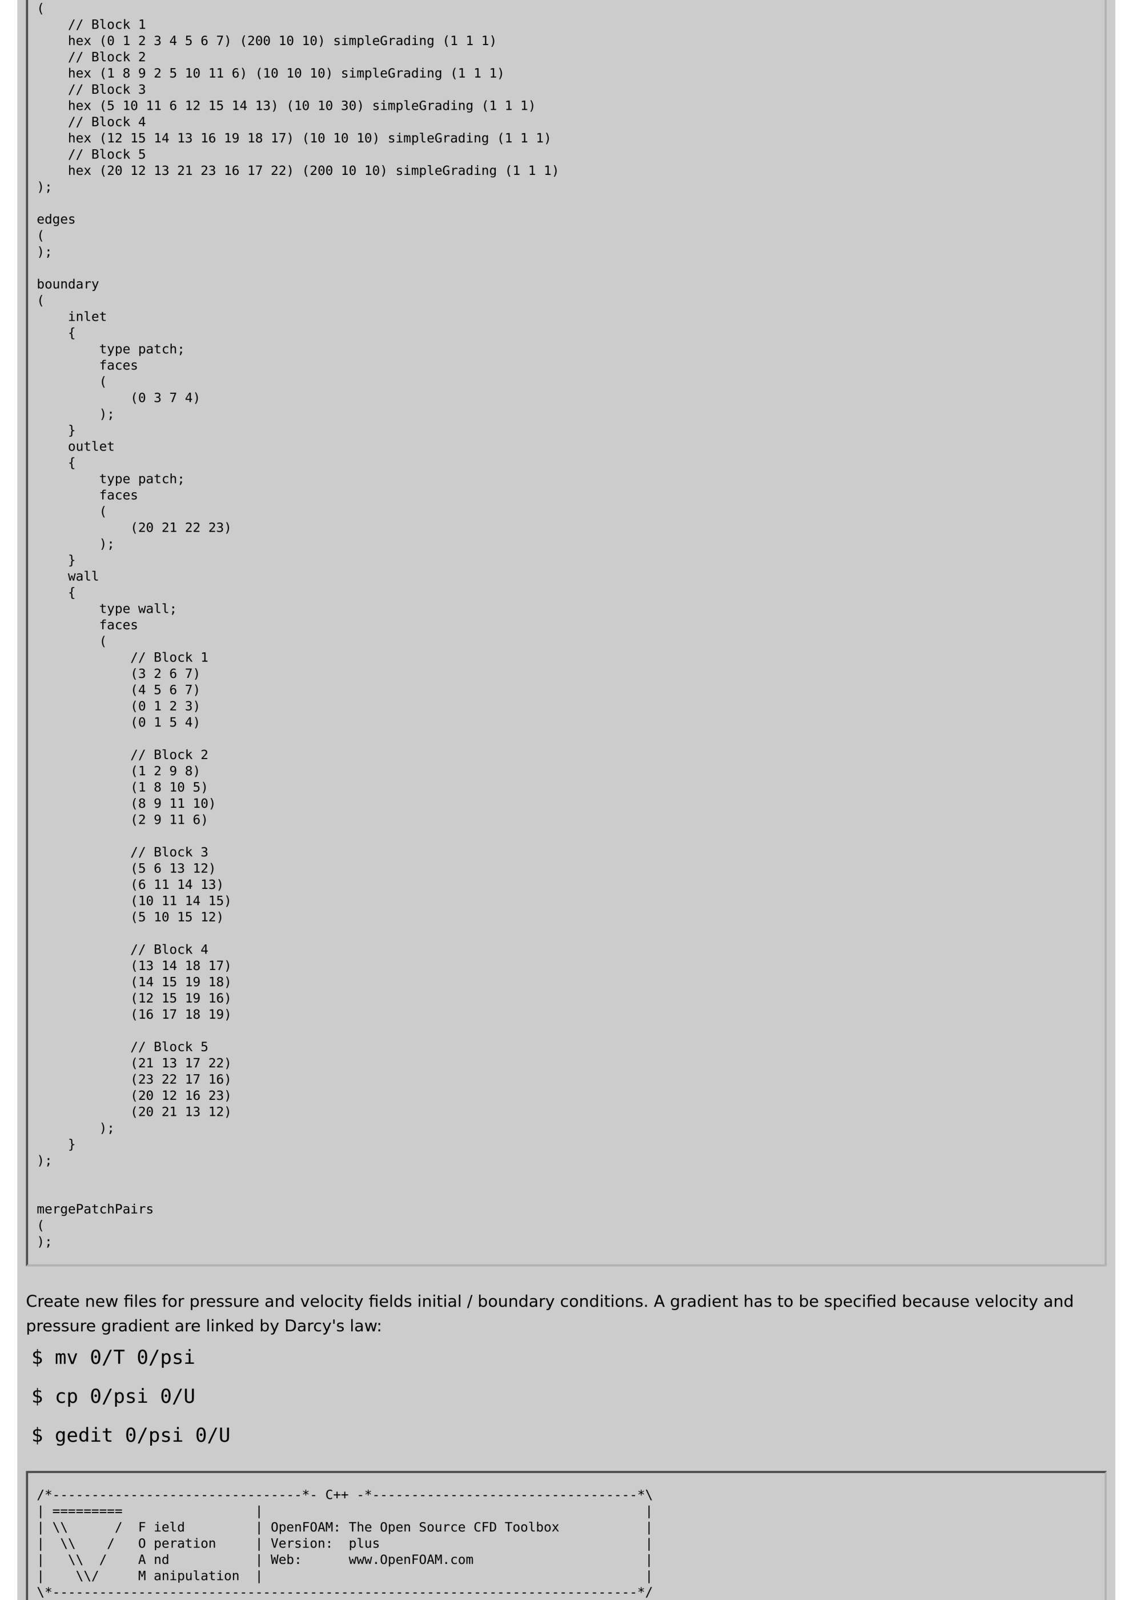 (
    // Block 1
    hex (0 1 2 3 4 5 6 7) (200 10 10) simpleGrading (1 1 1)
    // Block 2
    hex (1 8 9 2 5 10 11 6) (10 10 10) simpleGrading (1 1 1)
    // Block 3
    hex (5 10 11 6 12 15 14 13) (10 10 30) simpleGrading (1 1 1)
    // Block 4
    hex (12 15 14 13 16 19 18 17) (10 10 10) simpleGrading (1 1 1)
    // Block 5
    hex (20 12 13 21 23 16 17 22) (200 10 10) simpleGrading (1 1 1)
);

edges
(
);

boundary
(
    inlet
    {
        type patch;
        faces
        (
            (0 3 7 4)
        );
    }
    outlet
    {
        type patch;
        faces
        (
            (20 21 22 23)
        );
    }
    wall
    {
        type wall;
        faces
        (
            // Block 1
            (3 2 6 7)
            (4 5 6 7)
            (0 1 2 3)
            (0 1 5 4)

            // Block 2
            (1 2 9 8)
            (1 8 10 5)
            (8 9 11 10)
            (2 9 11 6)

            // Block 3
            (5 6 13 12)
            (6 11 14 13)
            (10 11 14 15)
            (5 10 15 12)

            // Block 4
            (13 14 18 17)
            (14 15 19 18)
            (12 15 19 16)
            (16 17 18 19)

            // Block 5
            (21 13 17 22)
            (23 22 17 16)
            (20 12 16 23)
            (20 21 13 12)
        );
    }
);

mergePatchPairs
(
);

Create new files for pressure and velocity fields initial / boundary conditions. A gradient has to be specified because velocity and
pressure gradient are linked by Darcy's law:
$ mv 0/T 0/psi
$ cp 0/psi 0/U
$ gedit 0/psi 0/U

/*--------------------------------*- C++ -*----------------------------------*\
| =========                 |                                                 |
| \\      /  F ield         | OpenFOAM: The Open Source CFD Toolbox           |
|  \\    /   O peration     | Version:  plus                                  |
|   \\  /    A nd           | Web:      www.OpenFOAM.com                      |
|    \\/     M anipulation  |                                                 |
\*---------------------------------------------------------------------------*/